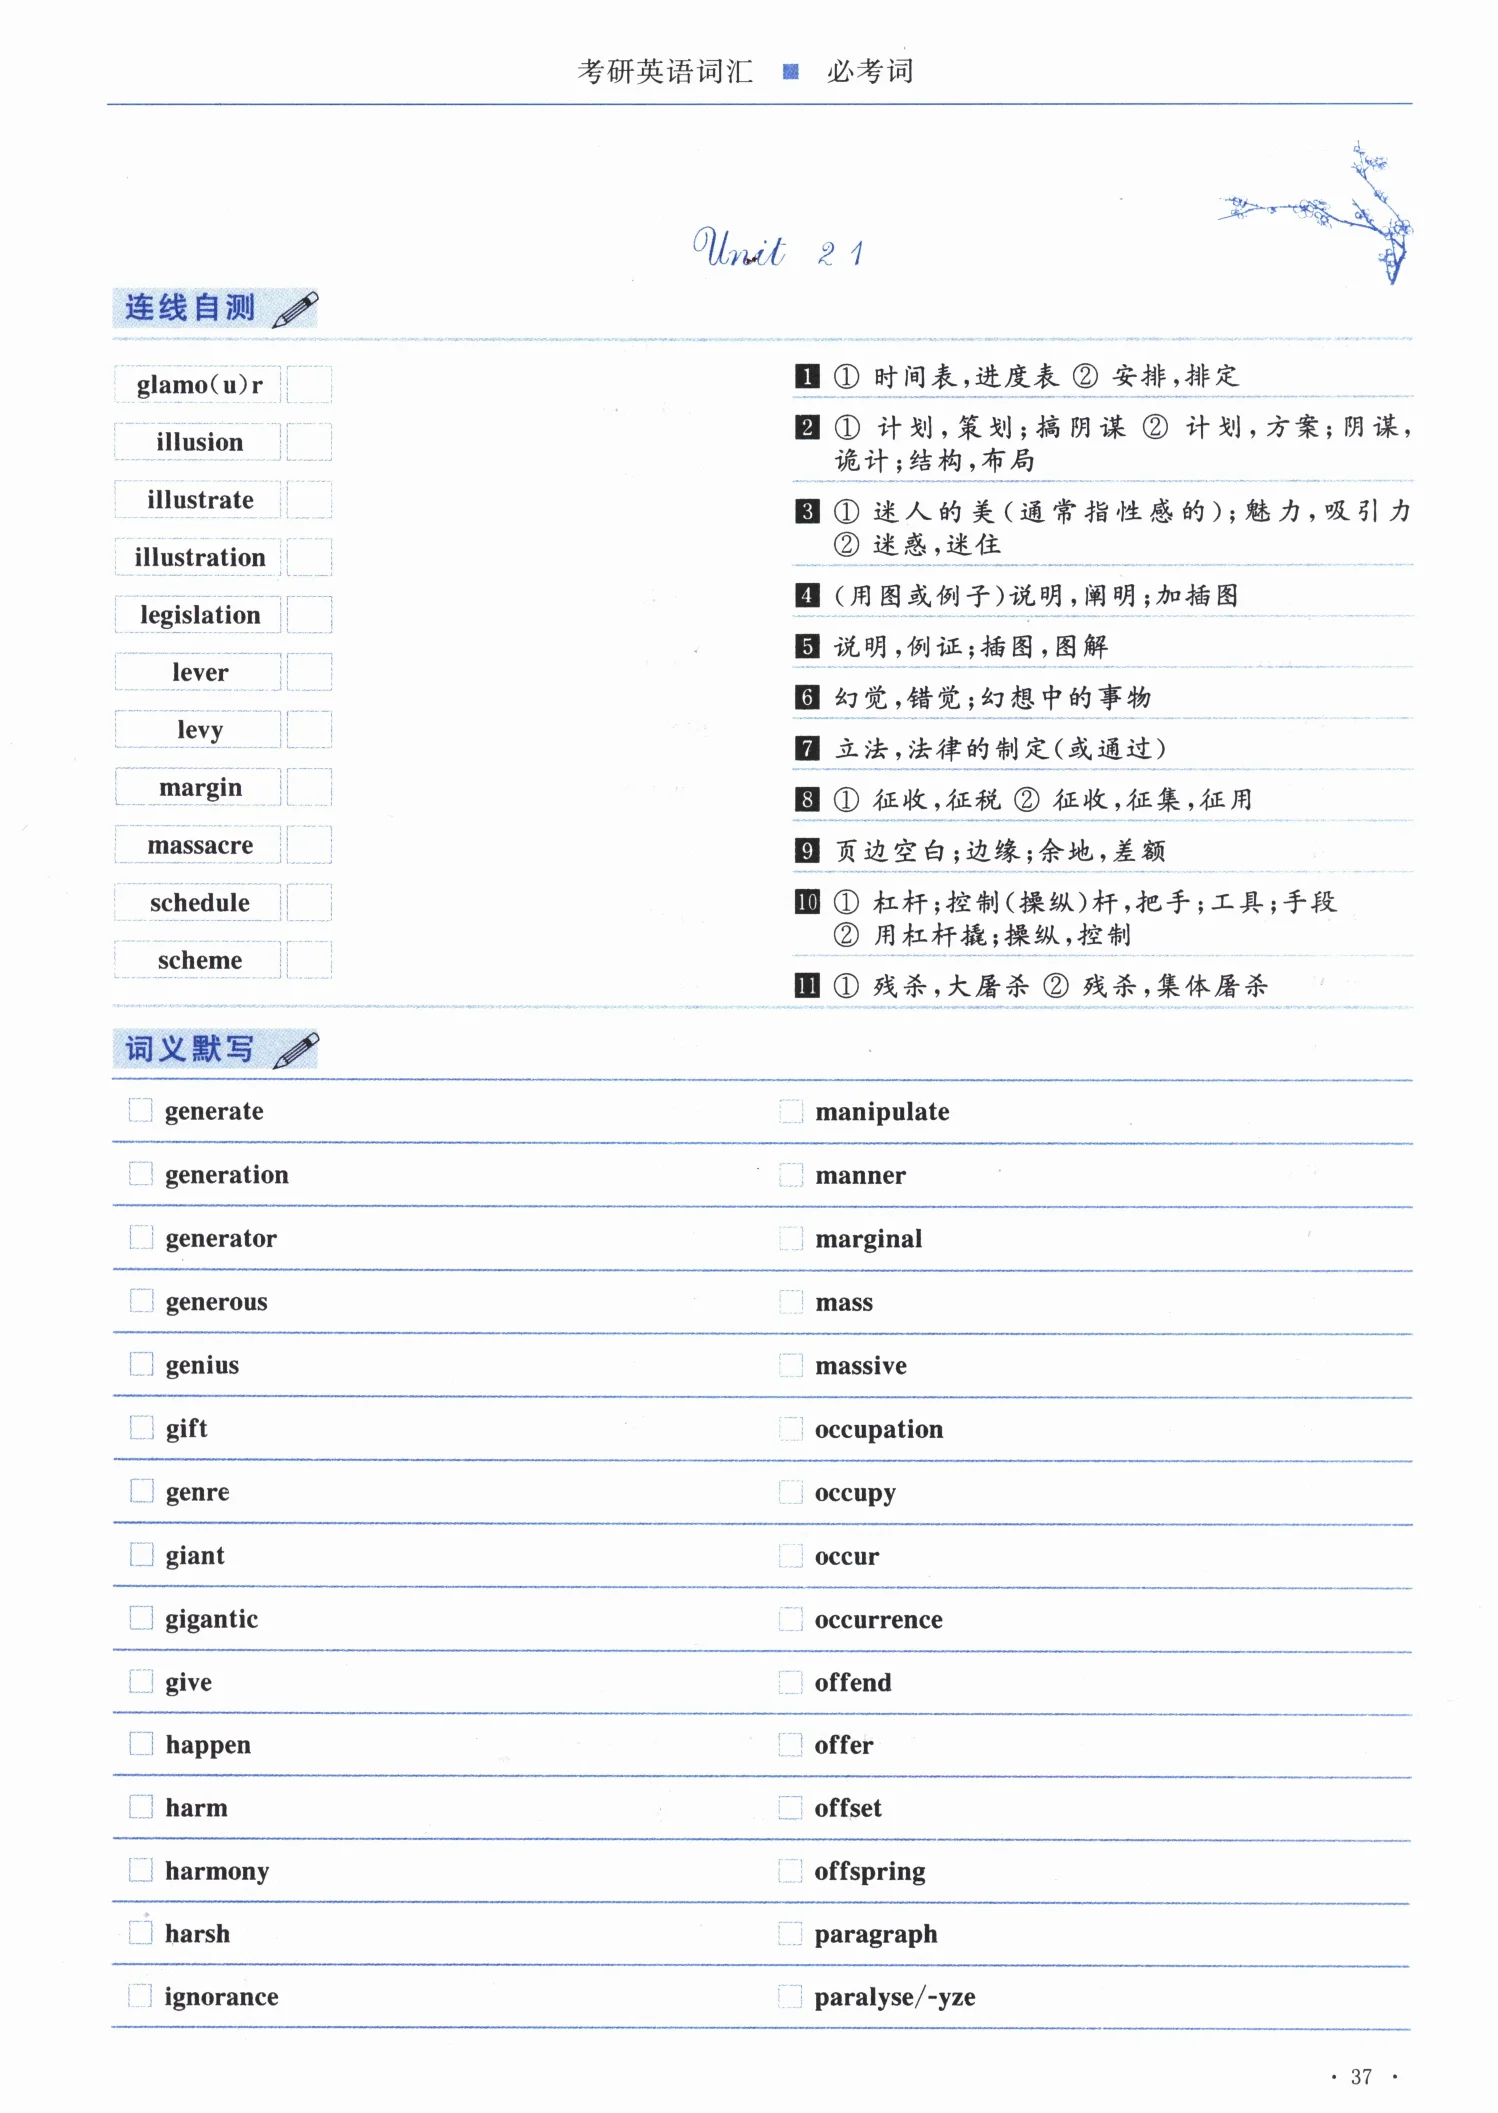 考研英语词汇 ■ 必考词
Unit 21
连线自测
glamo(u)r
illusion
illustrate
illustration
legislation
lever
levy
margin
massacre
schedule
scheme
1 ① 时间表,进度表 ② 安排,排定
2 ① 计划,策划;搞阴谋 ② 计划,方案;阴谋,
诡计;结构,布局
3 ① 迷人的美(通常指性感的);魅力,吸引力
② 迷惑,迷住
4 (用图或例子)说明,阐明;加插图
5 说明,例证;插图,图解
6 幻觉,错觉;幻想中的事物
7 立法,法律的制定(或通过)
8 ① 征收,征税 ② 征收,征集,征用
9 页边空白;边缘;余地,差额
10 ① 杠杆;控制(操纵)杆,把手;工具;手段
② 用杠杆撬;操纵,控制
11 ① 残杀,大屠杀 ② 残杀,集体屠杀
词义默写
generate
generation
generator
generous
genius
gift
genre
giant
gigantic
give
happen
harm
harmony
harsh
ignorance
manipulate
manner
marginal
mass
massive
occupation
occupy
occur
occurrence
offend
offer
offset
offspring
paragraph
paralyse/-yze
· 37 ·